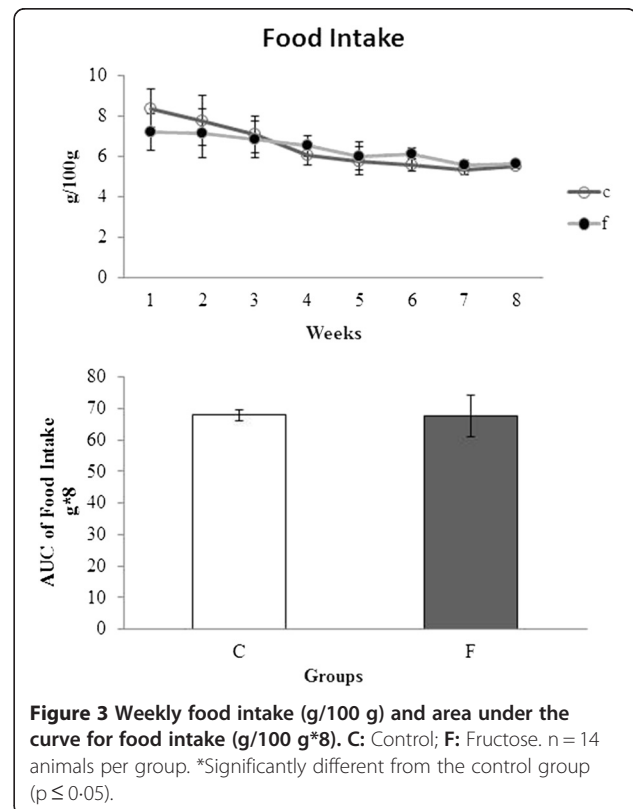 Food Intake
10
8
6
4
2
0
g/100g
1 2 3 4 5 6 7 8
Weeks
c
f
80
70
60
50
40
30
20
10
0
AUC of Food Intake
g*8
C F
Groups
Figure 3 Weekly food intake (g/100 g) and area under the
curve for food intake (g/100 g*8). C: Control; F: Fructose. n = 14
animals per group. *Significantly different from the control group
(p ≤ 0·05).